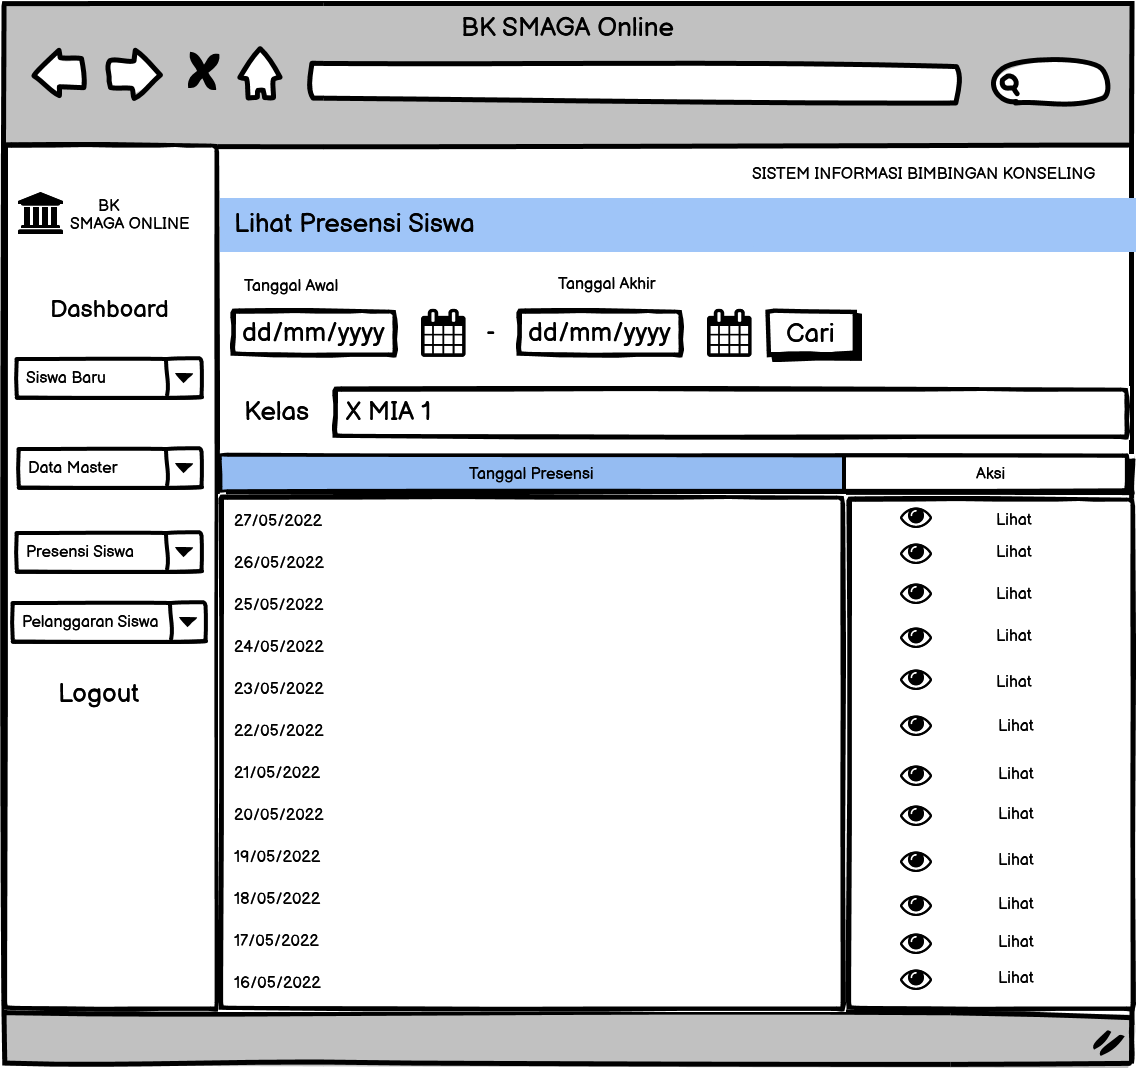 BK SMAGA Online
SISTEM INFORMASI BIMBINGAN KONSELING
BK
SMAGA ONLINE
Dashboard
Siswa Baru
Data Master
Presensi Siswa
Pelanggaran Siswa
Logout
Lihat Presensi Siswa
Tanggal Awal
Tanggal Akhir
dd/mm/yyyy - dd/mm/yyyy Cari
Kelas X MIA 1
Tanggal Presensi Aksi
27/05/2022 Lihat
26/05/2022 Lihat
25/05/2022 Lihat
24/05/2022 Lihat
23/05/2022 Lihat
22/05/2022 Lihat
21/05/2022 Lihat
20/05/2022 Lihat
19/05/2022 Lihat
18/05/2022 Lihat
17/05/2022 Lihat
16/05/2022 Lihat